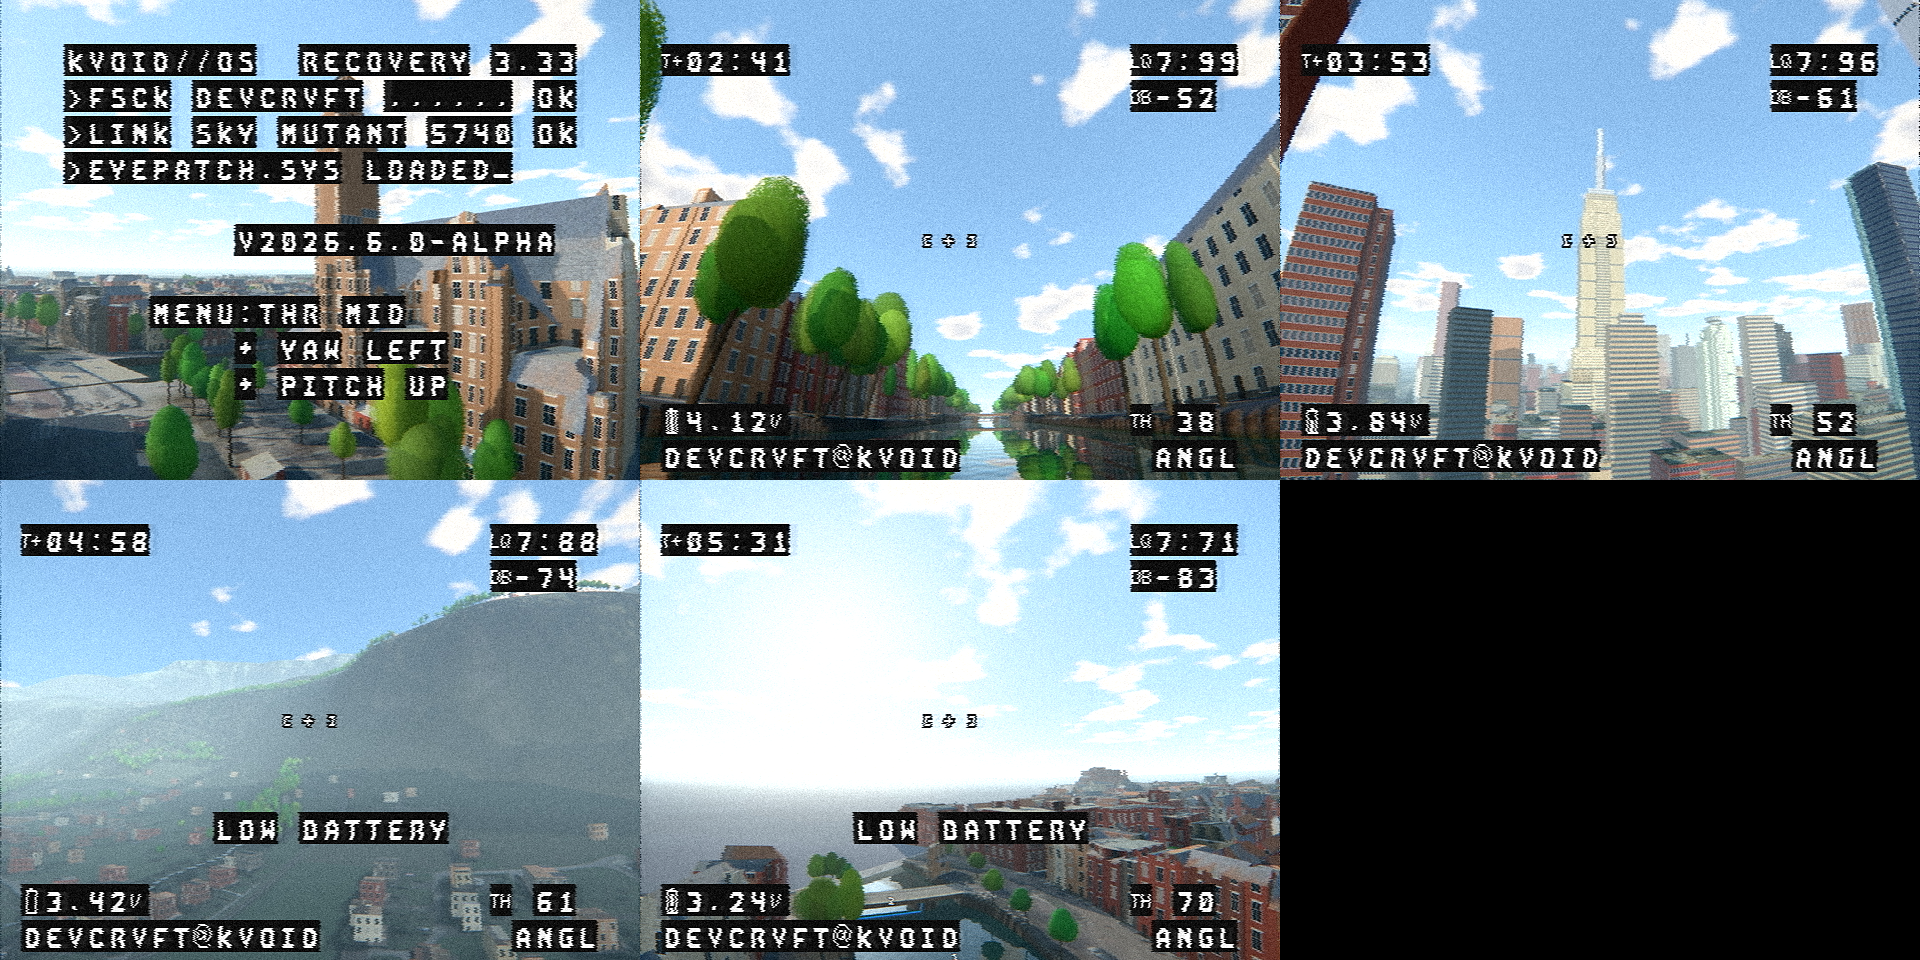 KVOID//OS RECOVERY 3.33
>FSCK DEVCRVFT ...... OK
>LINK SKY MUTANT 5740 OK
>EYEPATCH.SYS LOADED_
V2026.6.0-ALPHA
MENU:THR MID
+ YAW LEFT
+ PITCH UP
T+02:41
LQ7:99
DB-52
4.12V
TH 38
DEVCRVFT@KVOID
ANGL
T+03:53
LQ7:96
DB-61
3.84V
TH 52
DEVCRVFT@KVOID
ANGL
T+04:58
LQ7:88
DB-74
LOW BATTERY
3.42V
TH 61
DEVCRVFT@KVOID
ANGL
T+05:31
LQ7:71
DB-83
LOW BATTERY
3.24V
TH 70
DEVCRVFT@KVOID
ANGL